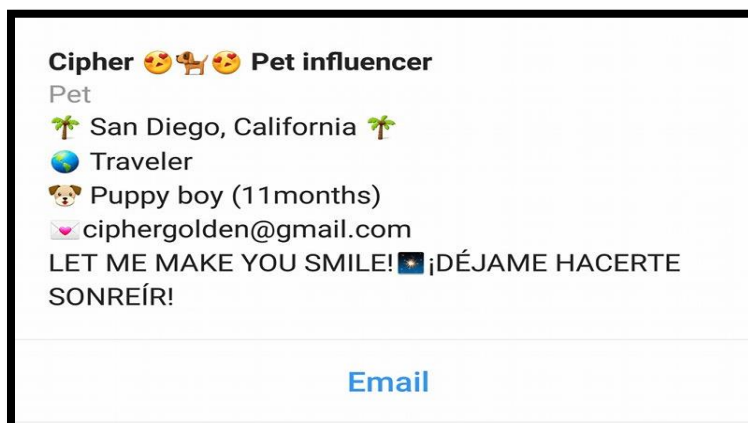 Cipher 😍🐕😍 Pet influencer
Pet
🌴 San Diego, California 🌴
🌎 Traveler
🐶 Puppy boy (11months)
💌ciphergolden@gmail.com
LET ME MAKE YOU SMILE!🎇¡DÉJAME HACERTE
SONREÍR!
Email